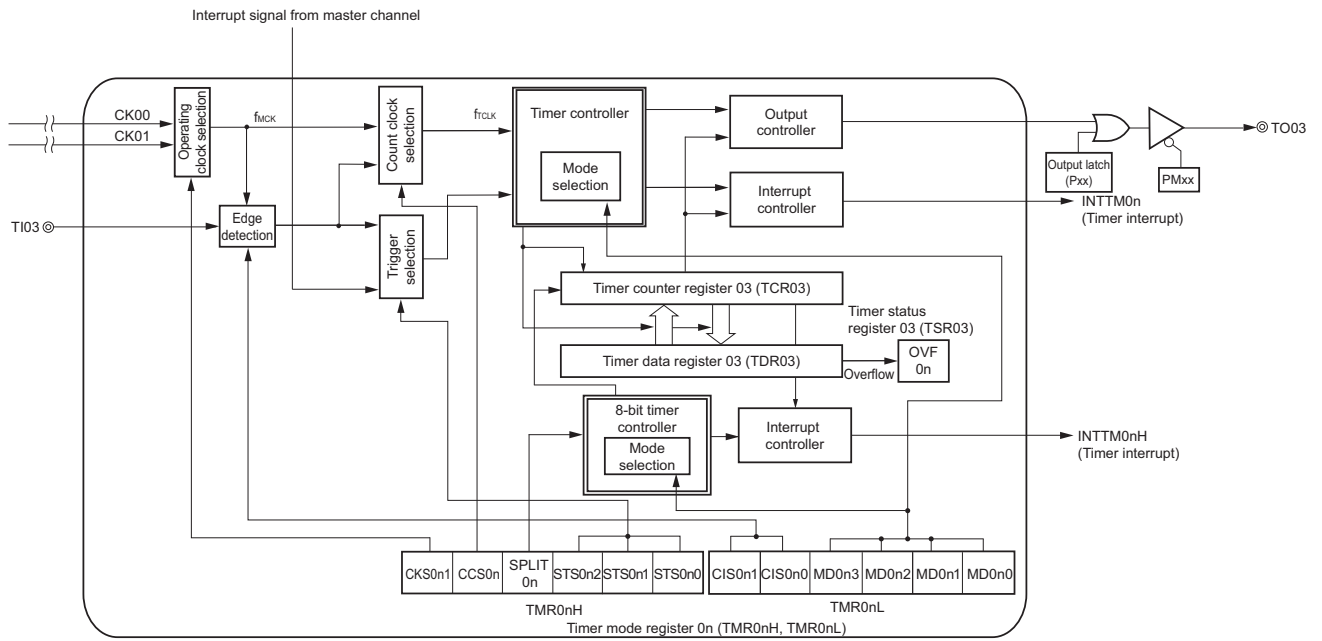 Interrupt signal from master channel
CK00
CK01
Operating
clock selection
fMCK
Count clock
selection
fTCLK
Timer controller
Mode
selection
Output
controller
TO03
Output latch
(Pxx)
PMxx
Interrupt
controller
INTTM0n
(Timer interrupt)
TI03
Edge
detection
Trigger
selection
Timer counter register 03 (TCR03)
Timer status
register 03 (TSR03)
Timer data register 03 (TDR03)
Overflow
OVF
0n
8-bit timer
controller
Mode
selection
Interrupt
controller
INTTM0nH
(Timer interrupt)
CKS0n1 CCS0n SPLIT 0n STS0n2 STS0n1 STS0n0 CIS0n1 CIS0n0 MD0n3 MD0n2 MD0n1 MD0n0
TMR0nH TMR0nL
Timer mode register 0n (TMR0nH, TMR0nL)